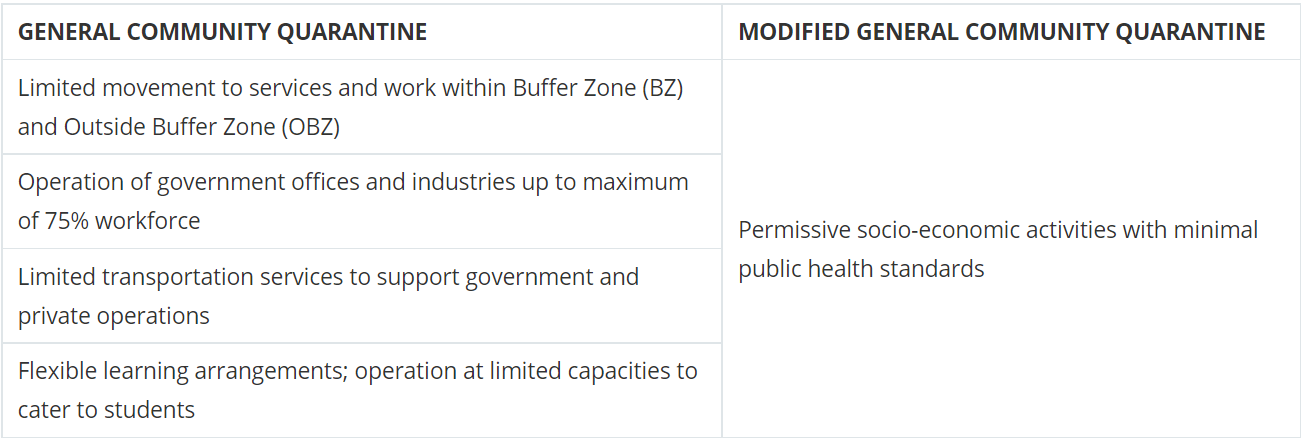 GENERAL COMMUNITY QUARANTINE
MODIFIED GENERAL COMMUNITY QUARANTINE
Limited movement to services and work within Buffer Zone (BZ)
and Outside Buffer Zone (OBZ)
Operation of government offices and industries up to maximum
of 75% workforce
Limited transportation services to support government and
private operations
Flexible learning arrangements; operation at limited capacities to
cater to students
Permissive socio-economic activities with minimal
public health standards